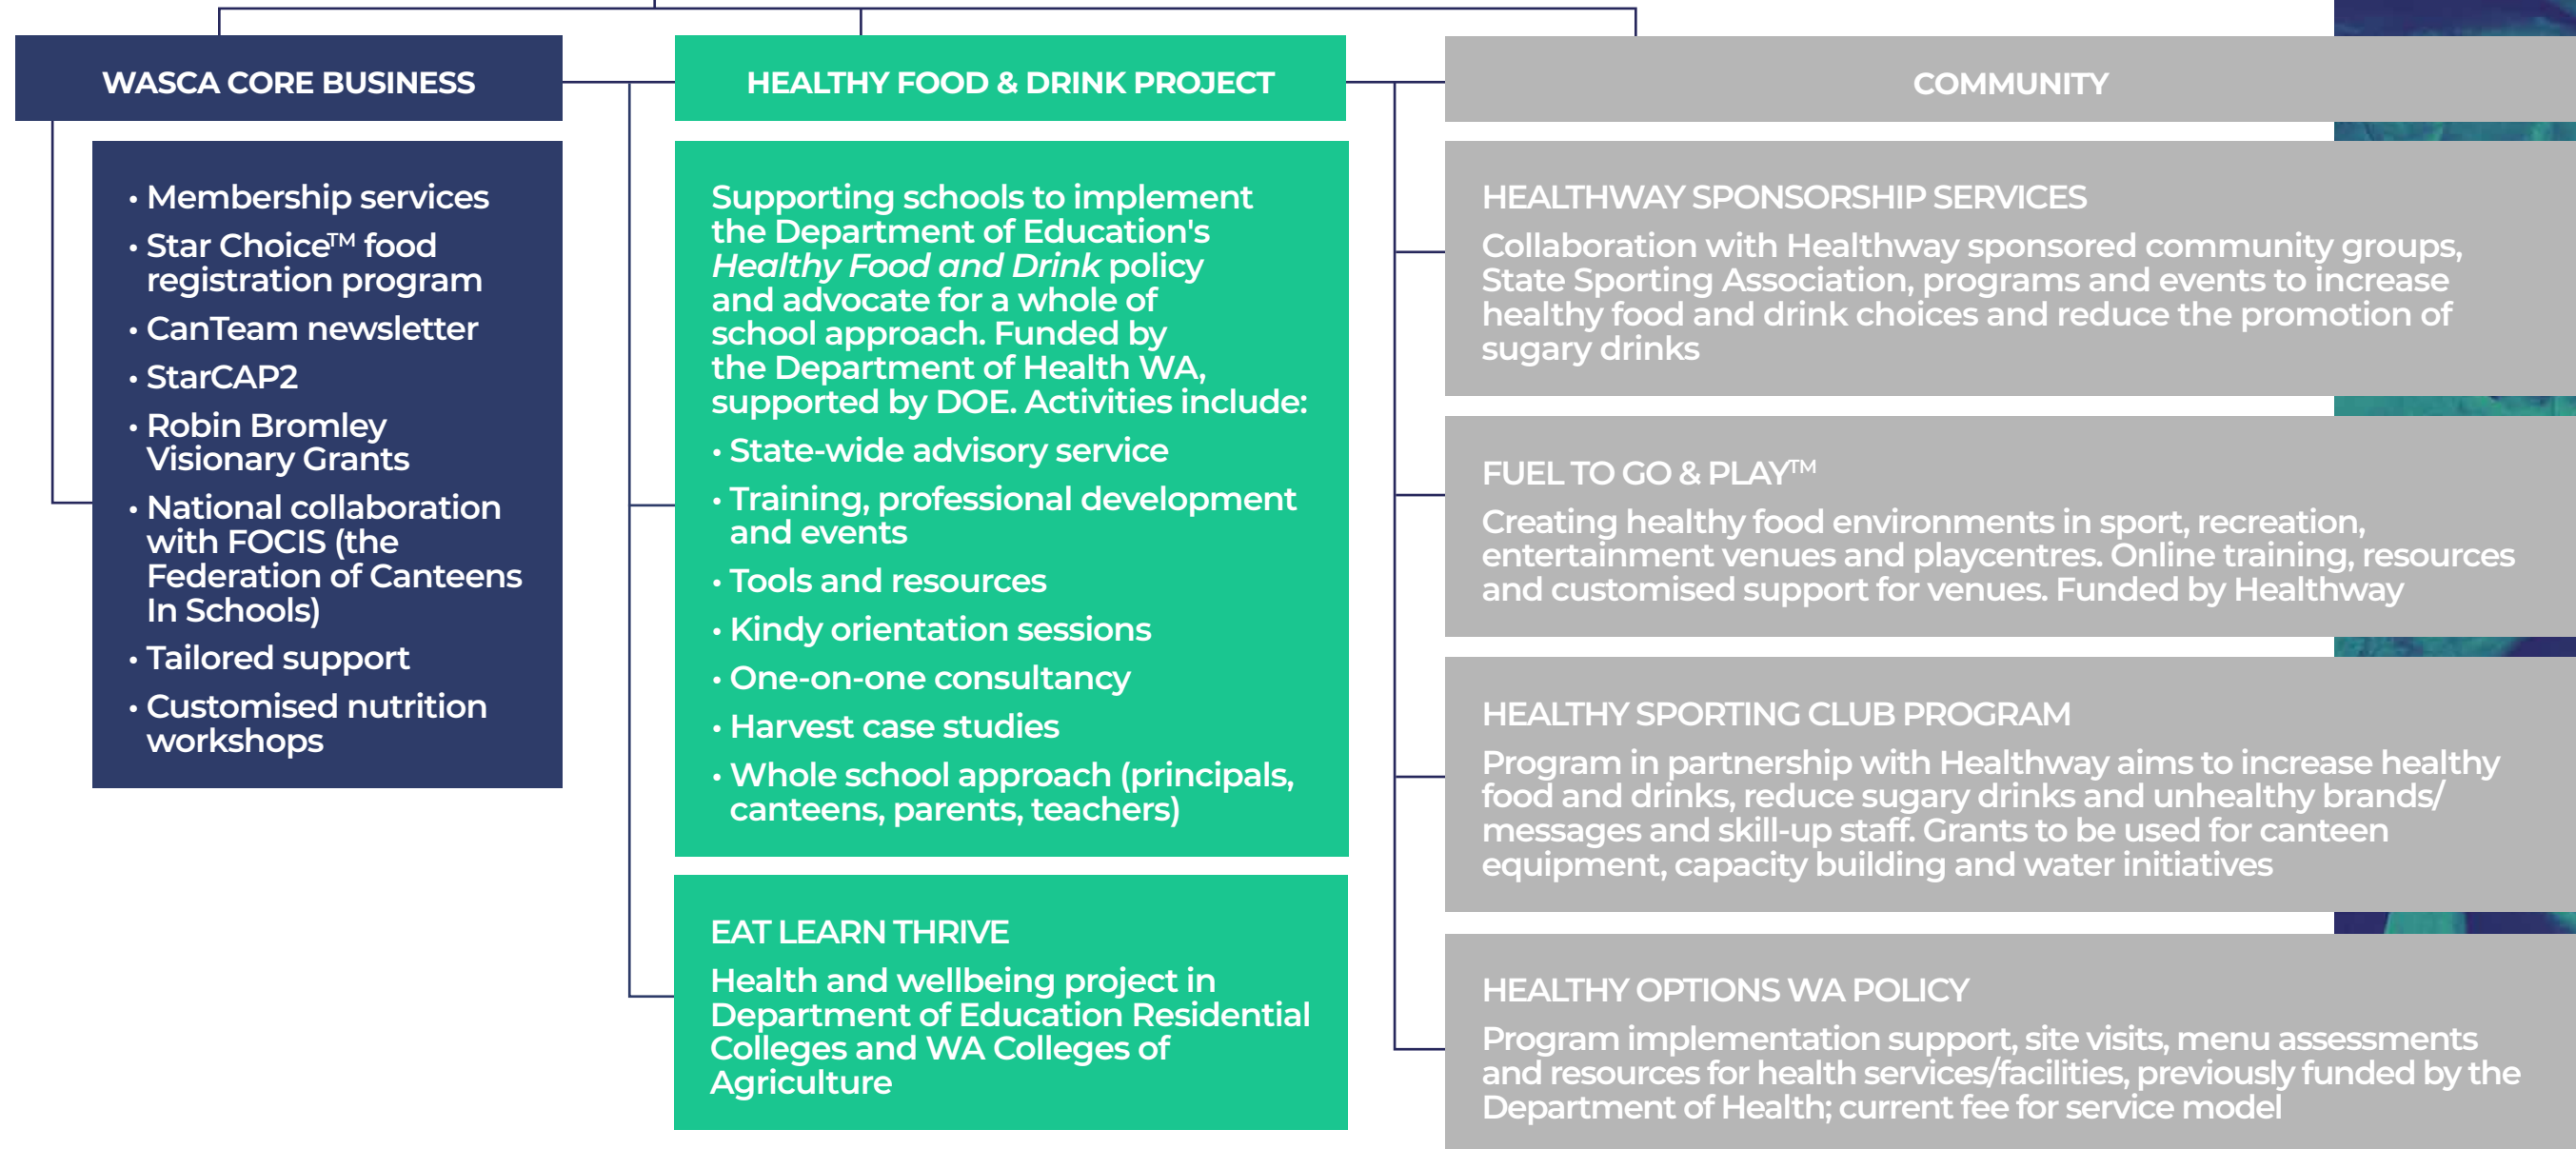 WASCA CORE BUSINESS
• Membership services
• Star Choice™ food
registration program
• CanTeam newsletter
• StarCAP2
• Robin Bromley
Visionary Grants
• National collaboration
with FOCIS (the
Federation of Canteens
In Schools)
• Tailored support
• Customised nutrition
workshops
HEALTHY FOOD & DRINK PROJECT
Supporting schools to implement
the Department of Education's
Healthy Food and Drink policy
and advocate for a whole of
school approach. Funded by
the Department of Health WA,
supported by DOE. Activities include:
• State-wide advisory service
• Training, professional development
and events
• Tools and resources
• Kindy orientation sessions
• One-on-one consultancy
• Harvest case studies
• Whole school approach (principals,
canteens, parents, teachers)
EAT LEARN THRIVE
Health and wellbeing project in
Department of Education Residential
Colleges and WA Colleges of
Agriculture
COMMUNITY
HEALTHWAY SPONSORSHIP SERVICES
Collaboration with Healthway sponsored community groups,
State Sporting Association, programs and events to increase
healthy food and drink choices and reduce the promotion of
sugary drinks
FUEL TO GO & PLAY™
Creating healthy food environments in sport, recreation,
entertainment venues and playcentres. Online training, resources
and customised support for venues. Funded by Healthway
HEALTHY SPORTING CLUB PROGRAM
Program in partnership with Healthway aims to increase healthy
food and drinks, reduce sugary drinks and unhealthy brands/
messages and skill-up staff. Grants to be used for canteen
equipment, capacity building and water initiatives
HEALTHY OPTIONS WA POLICY
Program implementation support, site visits, menu assessments
and resources for health services/facilities, previously funded by the
Department of Health; current fee for service model